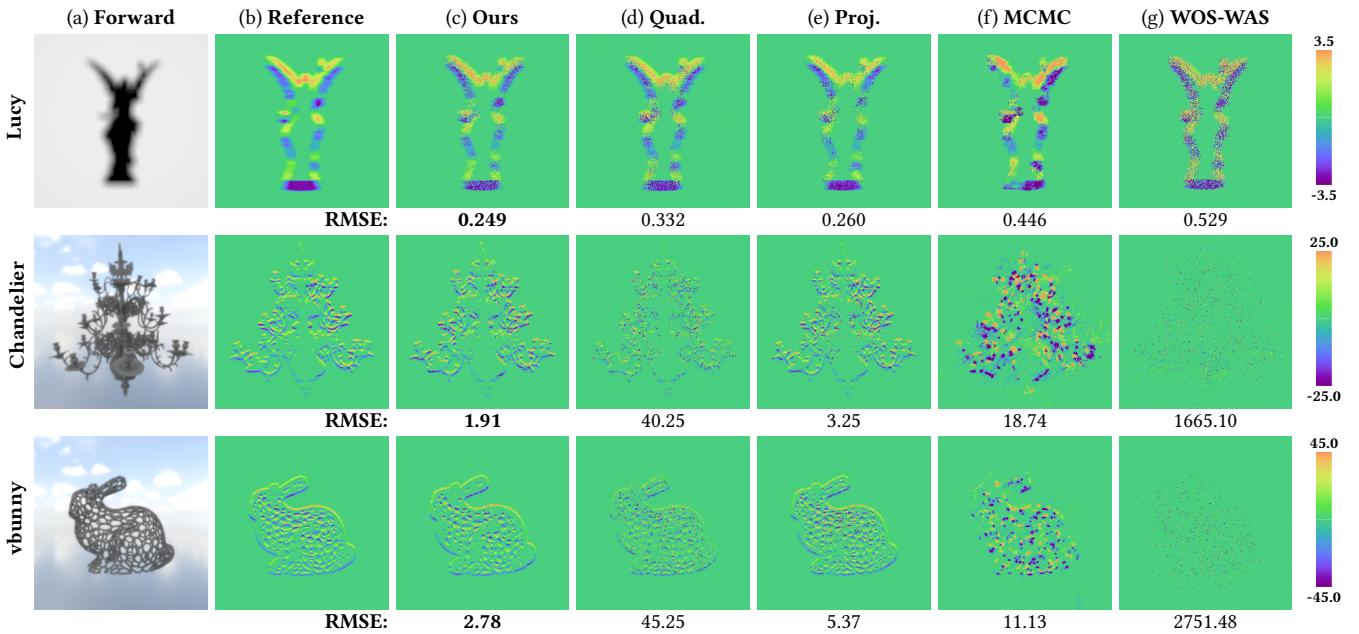 (a) Forward (b) Reference (c) Ours (d) Quad. (e) Proj. (f) MCMC (g) WOS-WAS
Lucy
3.5
-3.5
RMSE: 0.249 0.332 0.260 0.446 0.529
Chandelier
25.0
-25.0
RMSE: 1.91 40.25 3.25 18.74 1665.10
vbunny
45.0
-45.0
RMSE: 2.78 45.25 5.37 11.13 2751.48